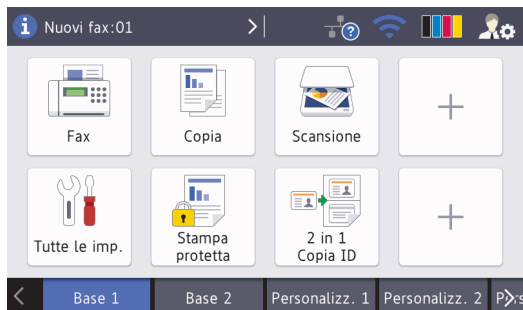 Nuovi fax:01
Fax
Copia
Scansione
Tutte le imp.
Stampa
protetta
2 in 1
Copia ID
Base 1
Base 2
Personalizz. 1
Personalizz. 2